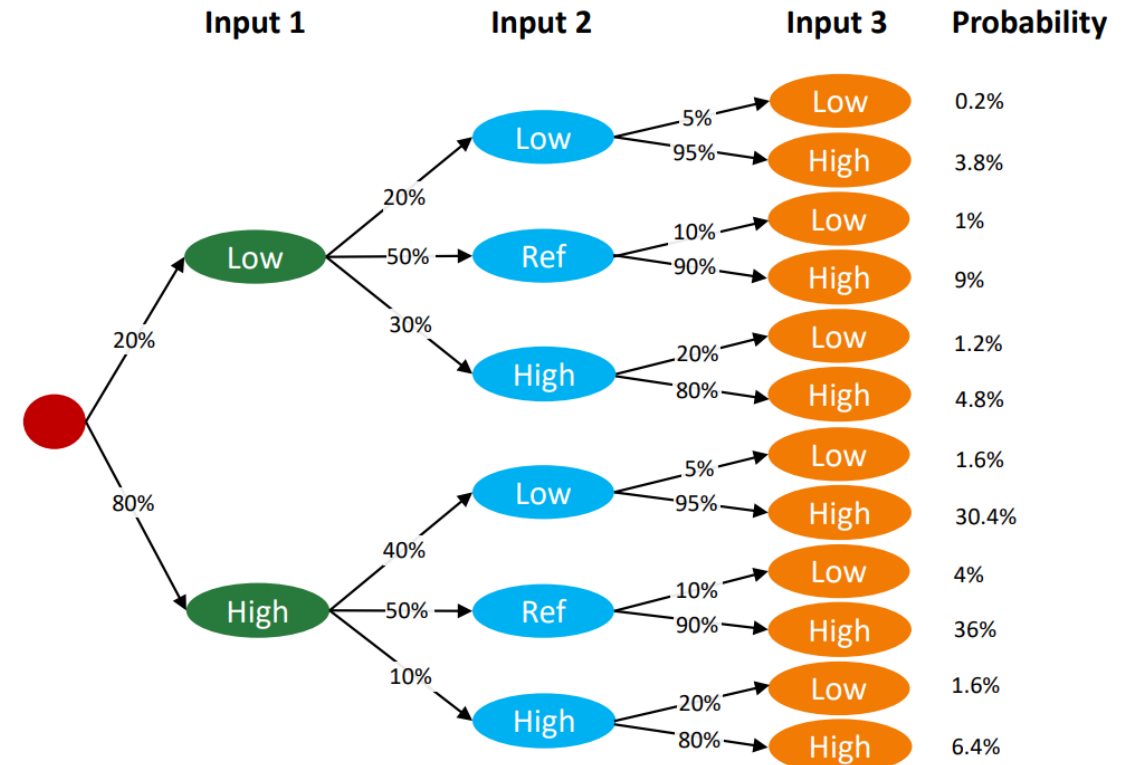 Input 1 Input 2 Input 3 Probability
Low 0.2%
5%
Low
95%
High 3.8%
20%
Low 1%
10%
Low 50% Ref
90%
High 9%
30%
Low 1.2%
20%
20%
High
80%
High 4.8%
Low 1.6%
5%
80%
Low
95%
High 30.4%
40%
Low 4%
10%
High 50% Ref
90%
High 36%
10%
Low 1.6%
20%
High
80%
High 6.4%